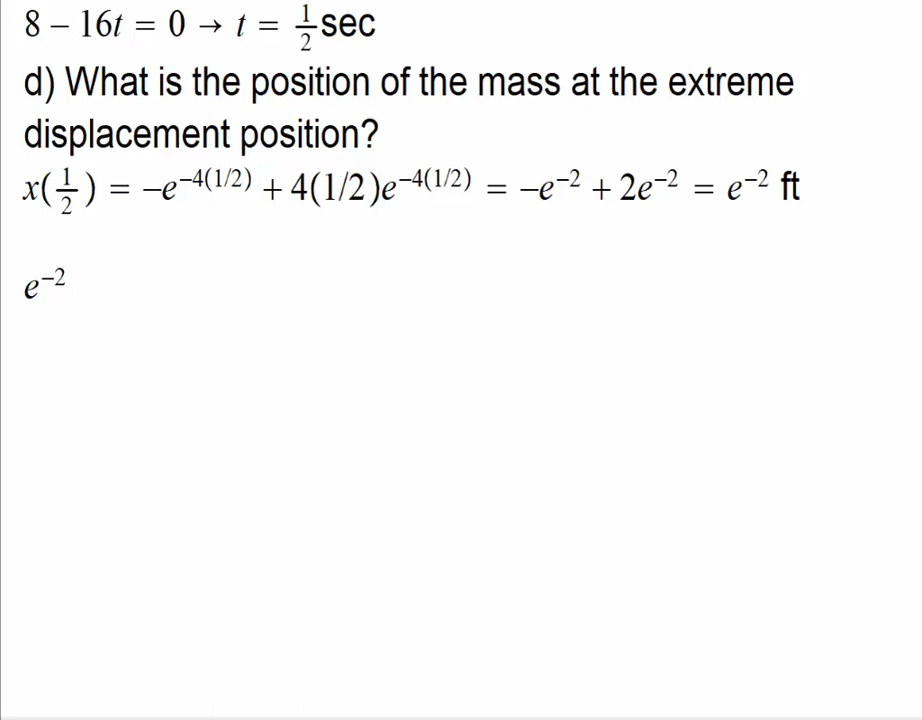 8 − 16t = 0 → t = 1/2 sec
d) What is the position of the mass at the extreme
displacement position?
x(1/2) = −e^−4(1/2) + 4(1/2)e^−4(1/2) = −e^−2 + 2e^−2 = e^−2 ft
e^−2